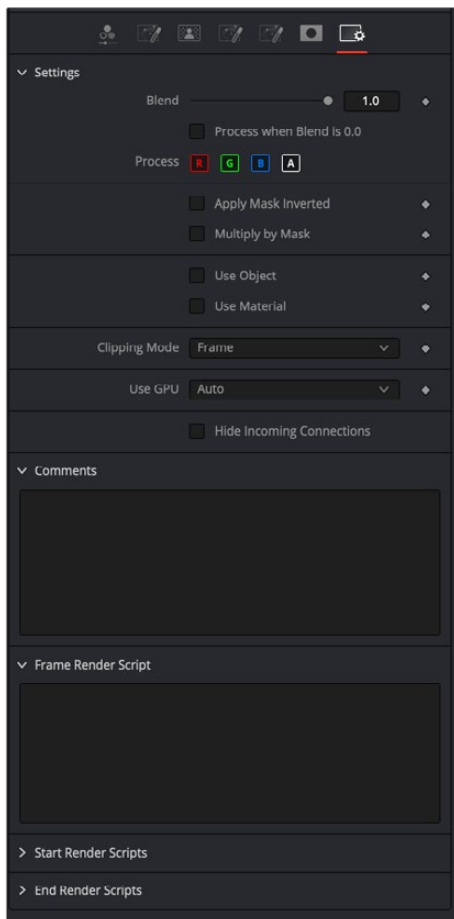 Settings
Blend 1.0
Process when Blend is 0.0
Process R G B A
Apply Mask Inverted
Multiply by Mask
Use Object
Use Material
Clipping Mode Frame
Use GPU Auto
Hide Incoming Connections
Comments
Frame Render Script
Start Render Scripts
End Render Scripts